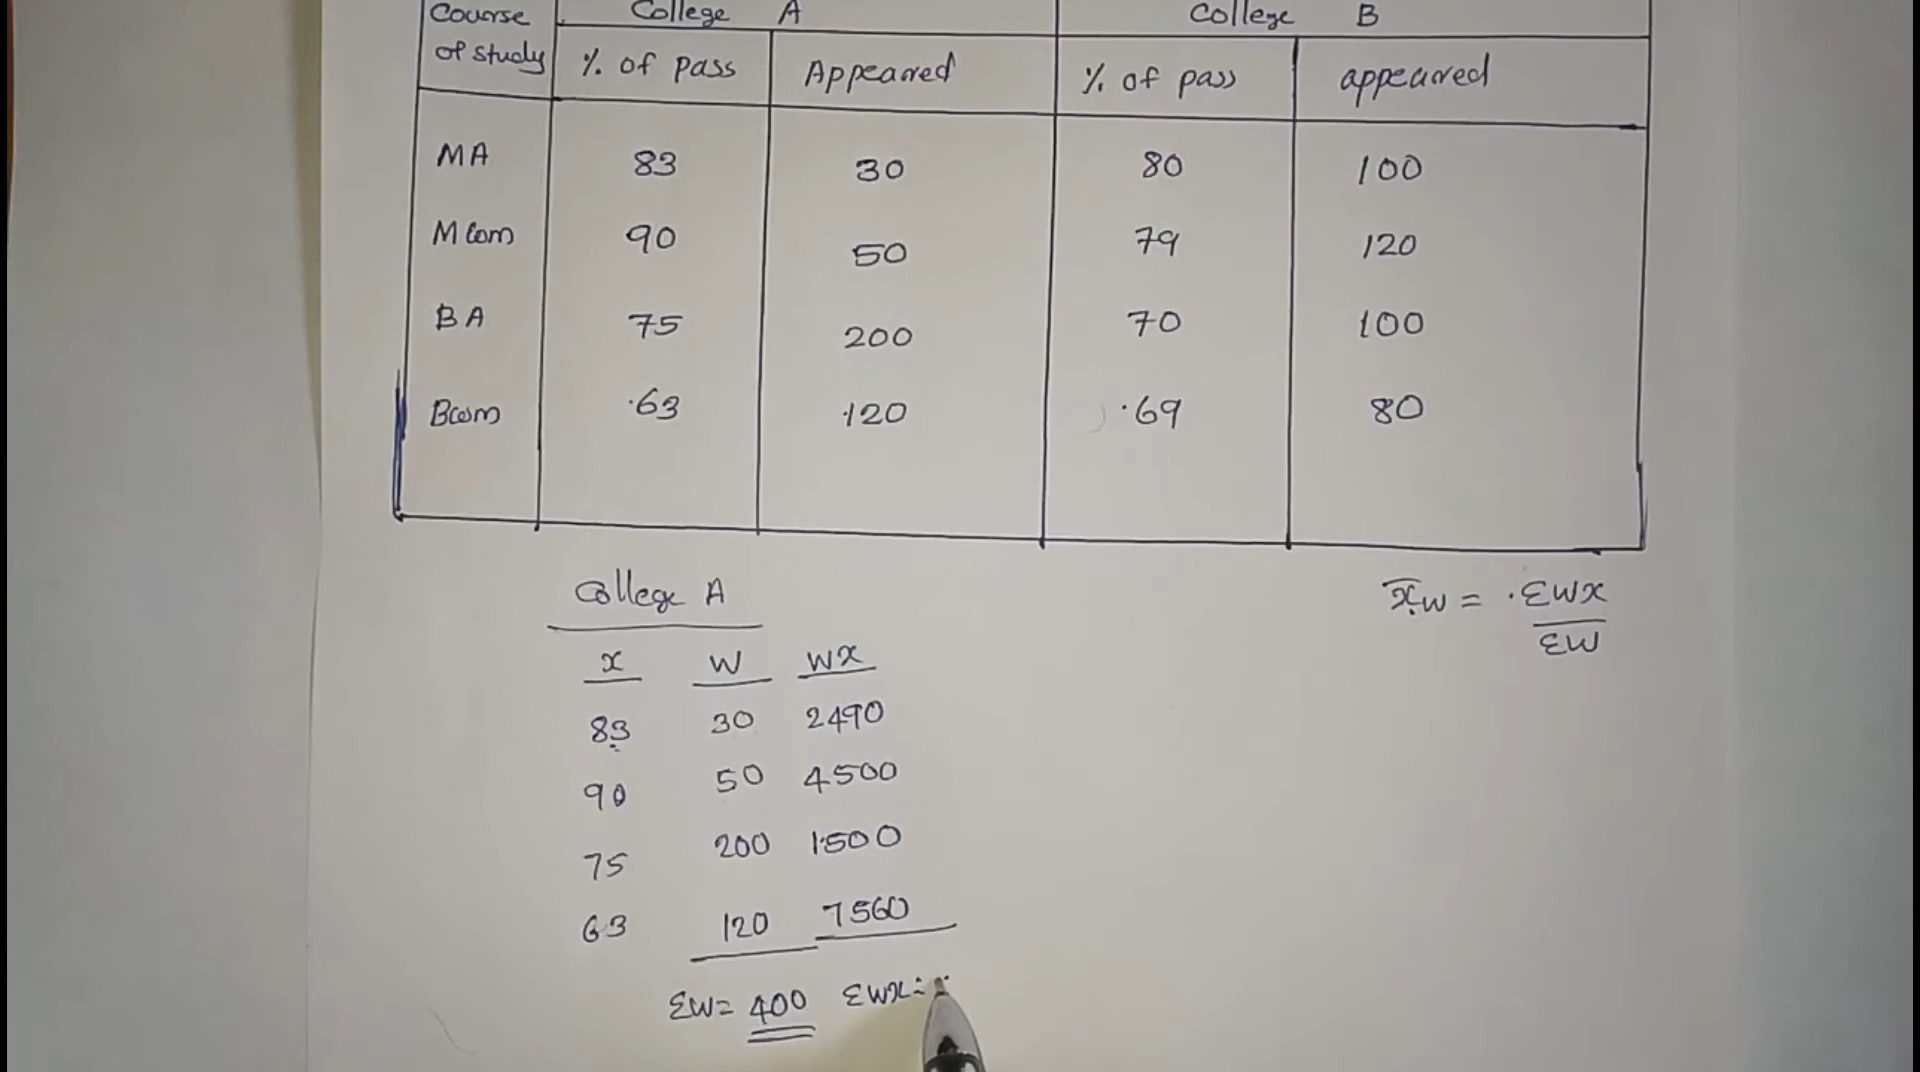 Course of study College A College B
% of pass Appeared % of pass appeared
MA 83 30 80 100
M Com 90 50 79 120
BA 75 200 70 100
Bcom 63 120 69 80
College A
x̄w = Σwx / Σw
x w wx
83 30 2490
90 50 4500
75 200 1500
63 120 7560
Σw = 400 Σwx =